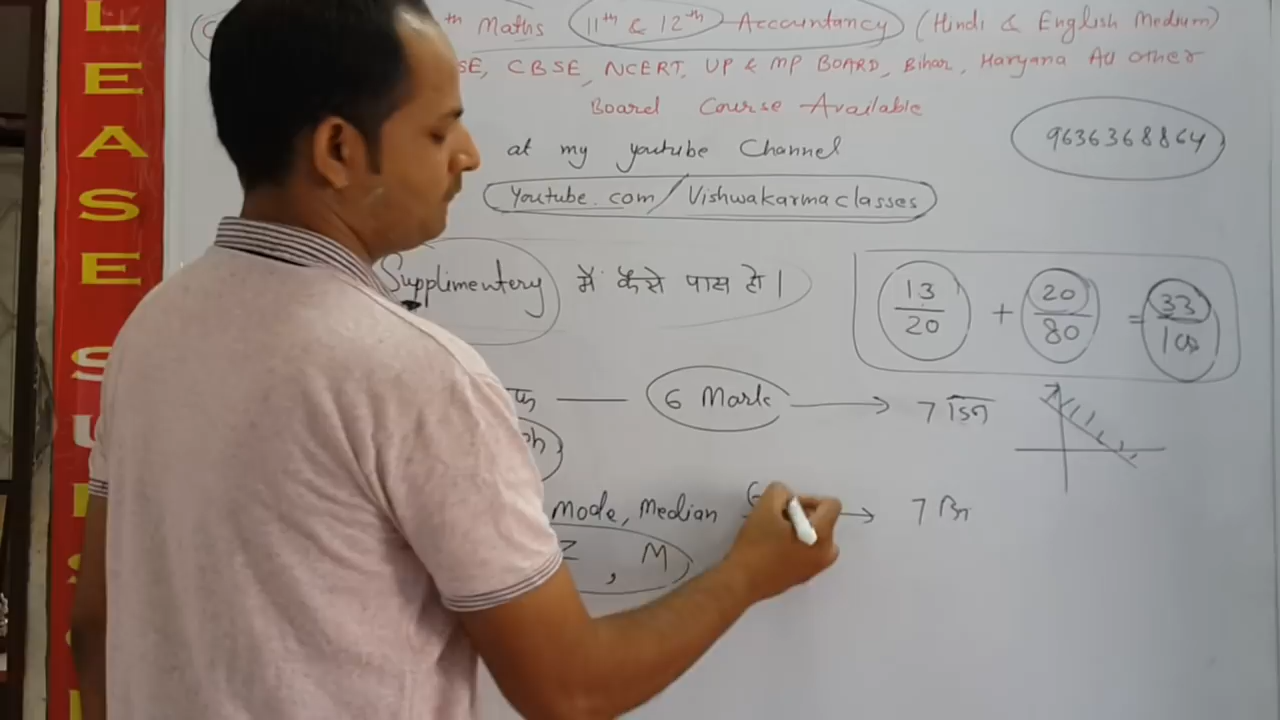 LEASE
th Maths 11th & 12th Accountancy (Hindi & English Medium)
SE, CBSE, NCERT, UP & MP BOARD, Bihar, Haryana All other
Board Course Available
at my youtube Channel
9636368864
Youtube.com/Vishwakarmaclasses
Supplimentery में कैसे पास हो।
13/20 + 20/80 = 33/100
6 Mark 7 दिन
mode, Median 6 7 दिन
Z, M